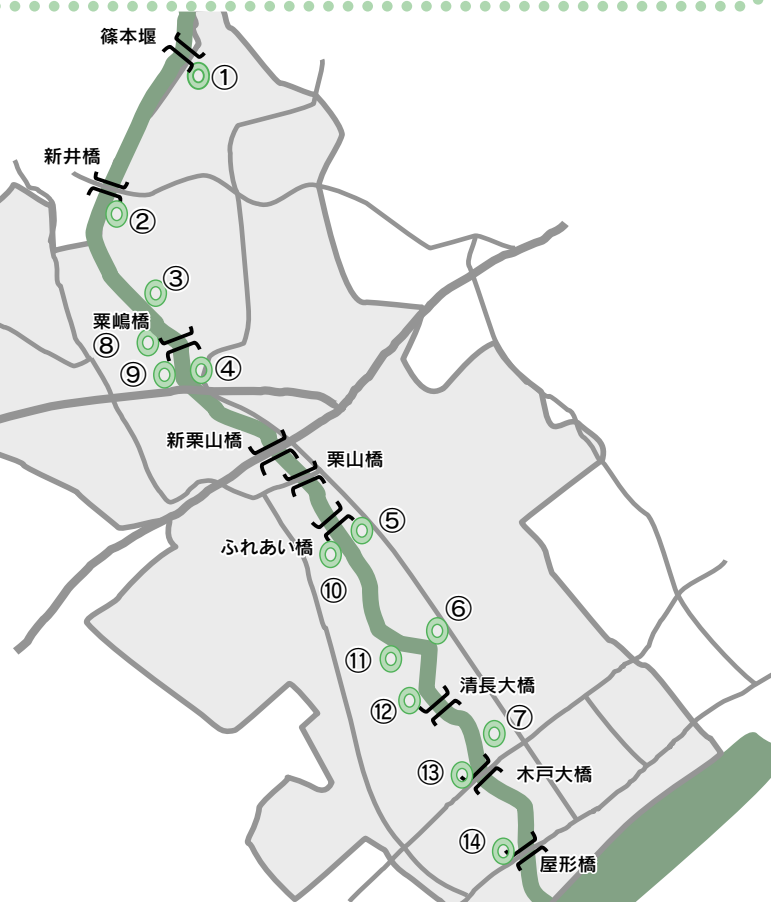 篠本堰
①
新井橋
②
③
粟嶋橋
⑧
④
⑨
新栗山橋
栗山橋
⑤
ふれあい橋
⑩
⑥
⑪
清長大橋
⑫
⑦
⑬
木戸大橋
⑭
屋形橋